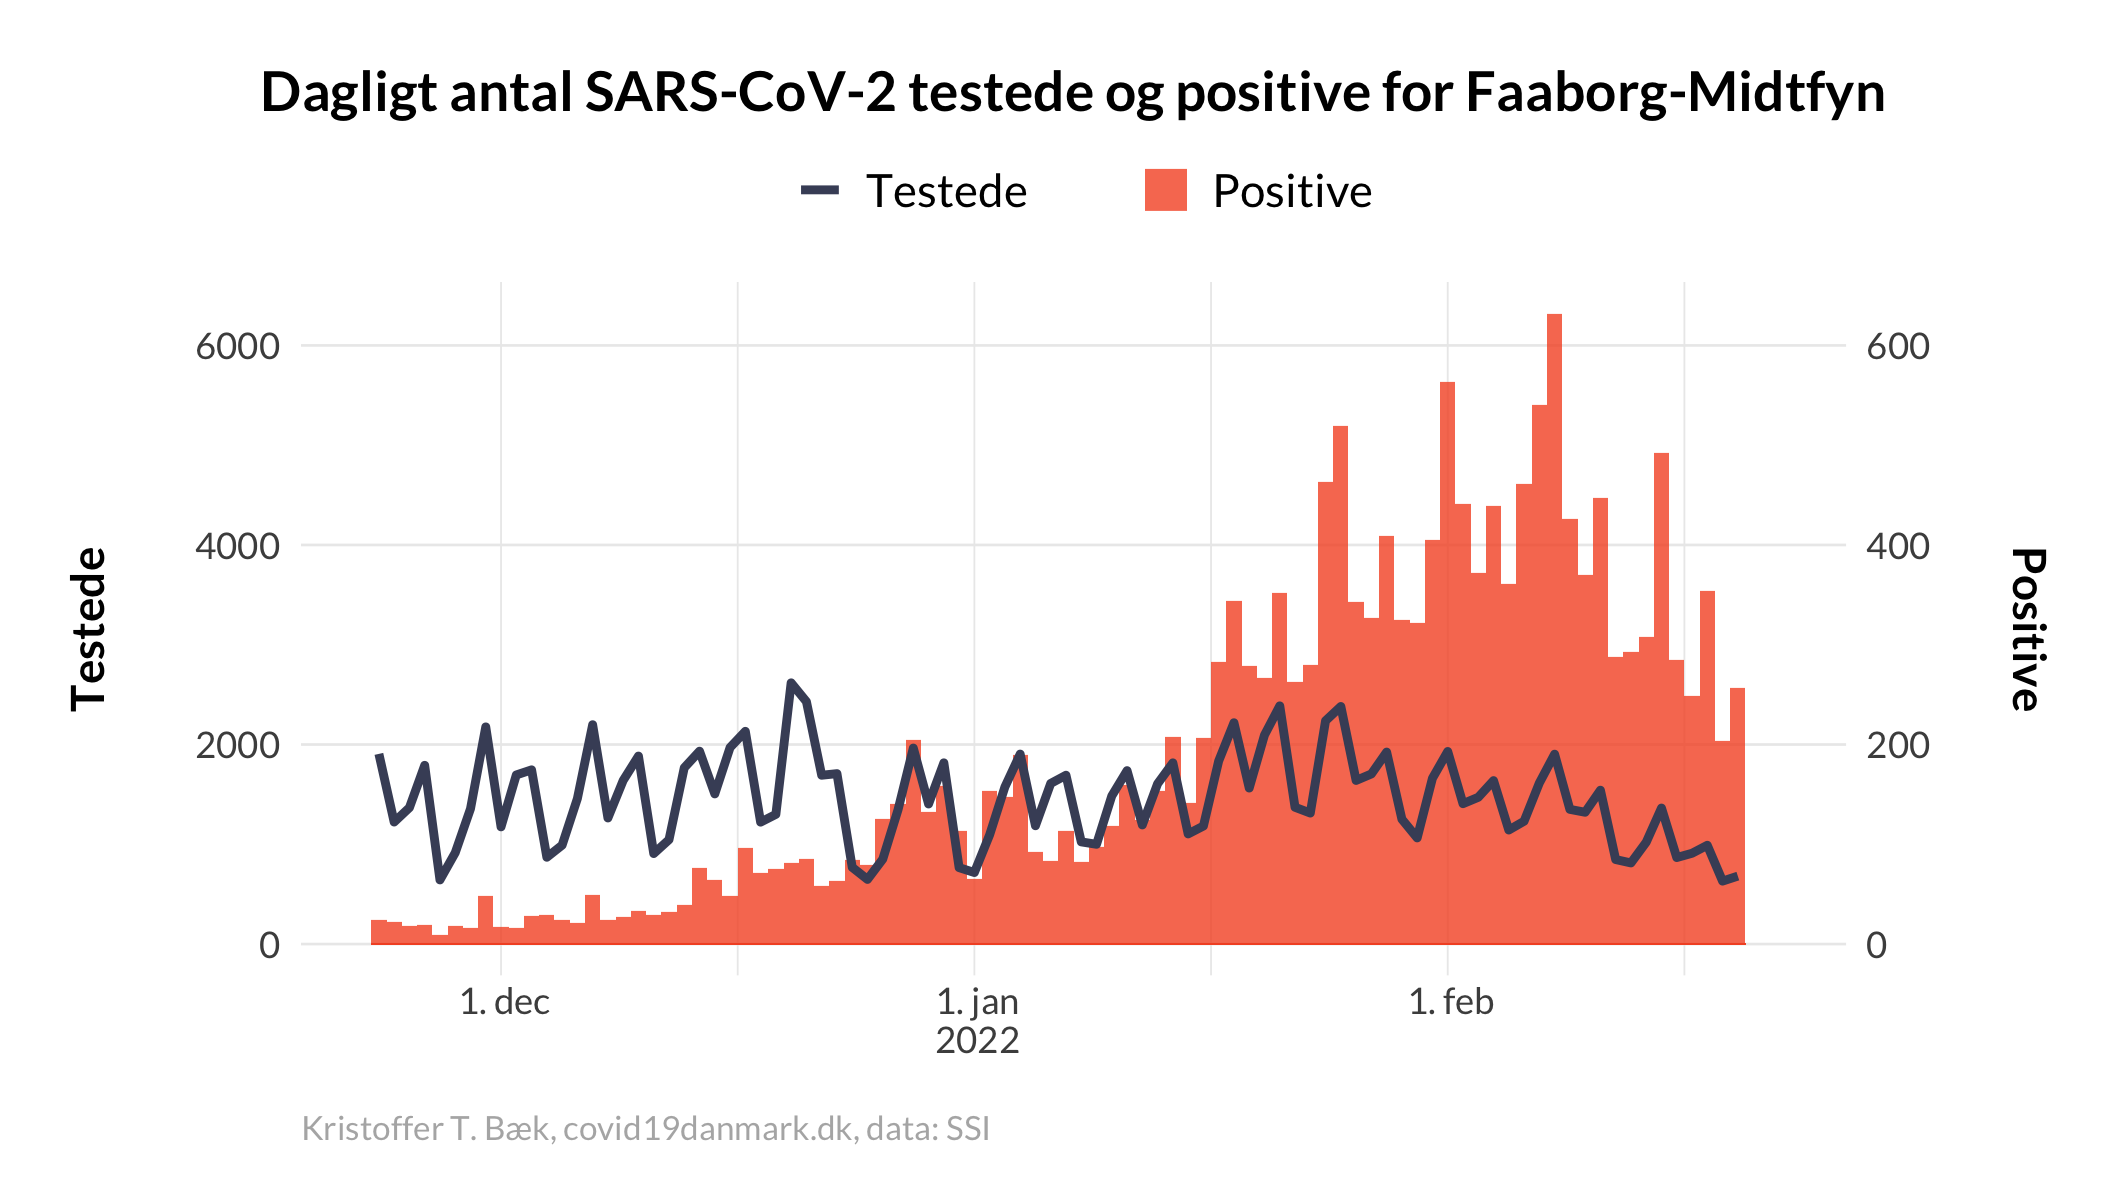 Dagligt antal SARS-CoV-2 testede og positive for Faaborg-Midtfyn
Testede
Positive
6000
4000
2000
0
Testede
600
400
200
0
Positive
1. dec
1. jan
2022
1. feb
Kristoffer T. Bæk, covid19danmark.dk, data: SSI